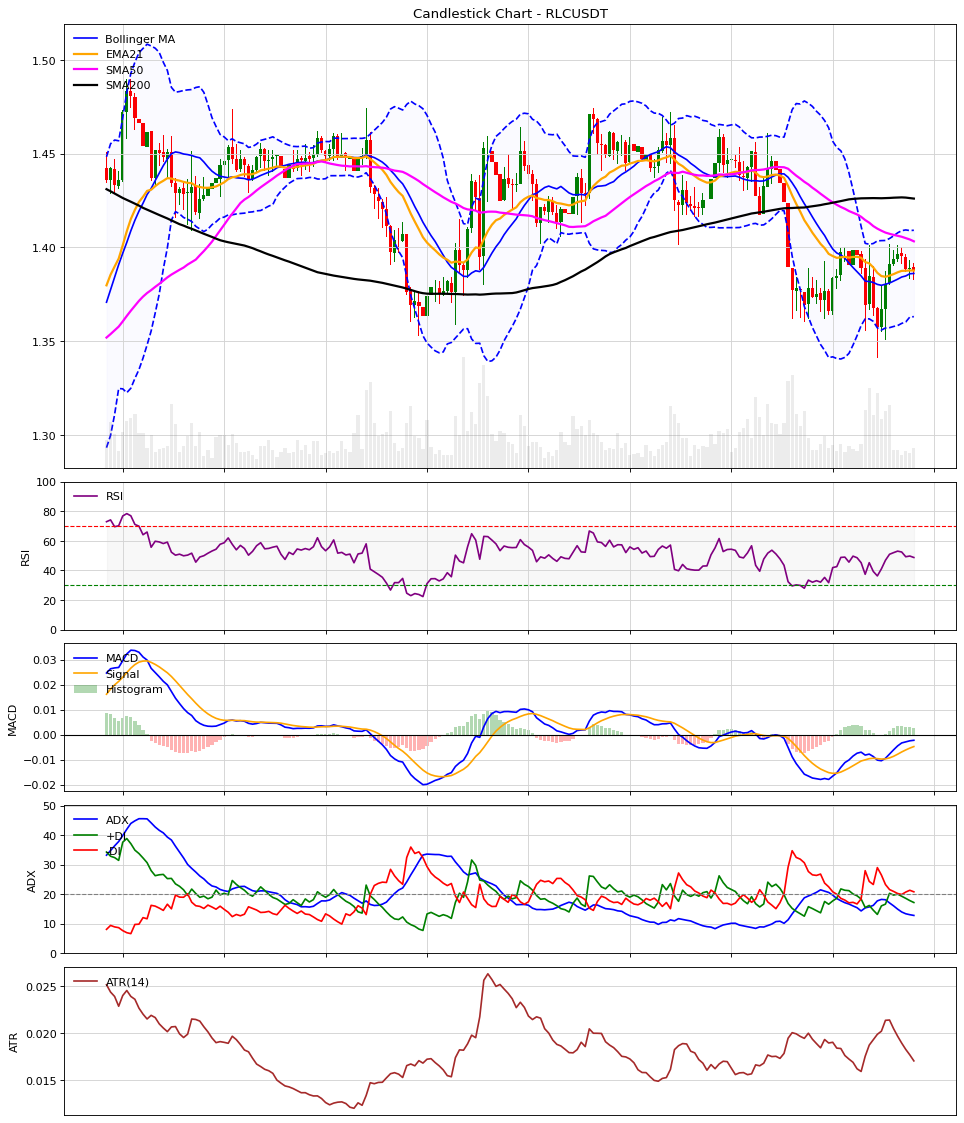 Candlestick Chart - RLCUSDT
Bollinger MA
EMA21
SMA50
SMA200
1.50
1.45
1.40
1.35
1.30
RSI
RSI
100
80
60
40
20
0
MACD
Signal
Histogram
MACD
0.03
0.02
0.01
0.00
−0.01
−0.02
ADX
+DI
-DI
ADX
50
40
30
20
10
0
ATR(14)
ATR
0.025
0.020
0.015